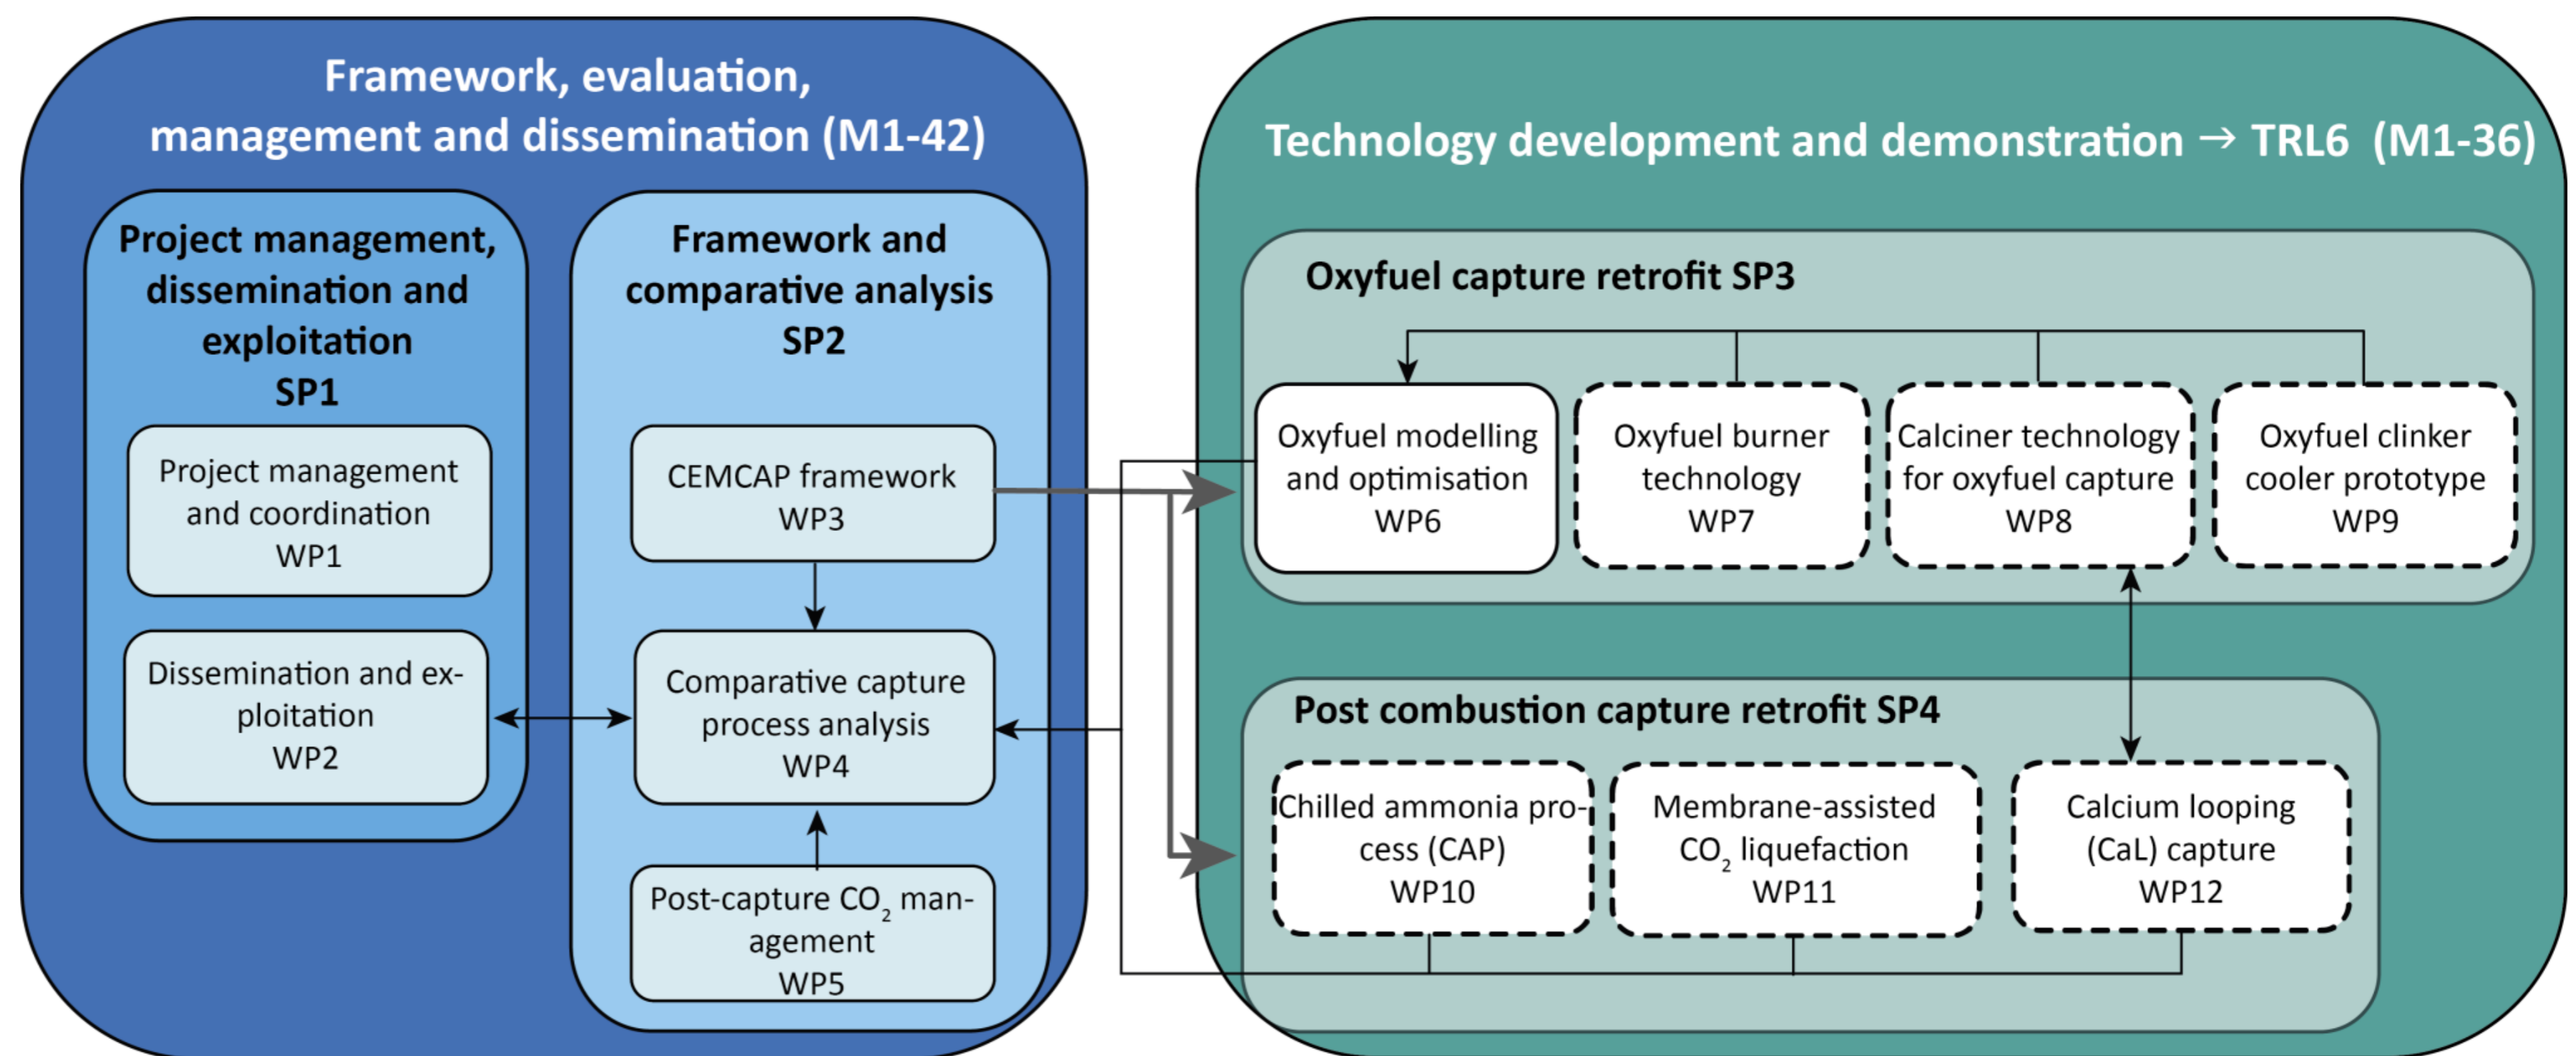 Framework, evaluation,
management and dissemination (M1-42)
Project management,
dissemination and
exploitation
SP1
Project management
and coordination
WP1
Dissemination and ex-
ploitation
WP2
Framework and
comparative analysis
SP2
CEMCAP framework
WP3
Comparative capture
process analysis
WP4
Post-capture CO₂ man-
agement
WP5
Technology development and demonstration → TRL6 (M1-36)
Oxyfuel capture retrofit SP3
Oxyfuel modelling
and optimisation
WP6
Oxyfuel burner
technology
WP7
Calciner technology
for oxyfuel capture
WP8
Oxyfuel clinker
cooler prototype
WP9
Post combustion capture retrofit SP4
Chilled ammonia pro-
cess (CAP)
WP10
Membrane-assisted
CO₂ liquefaction
WP11
Calcium looping
(CaL) capture
WP12